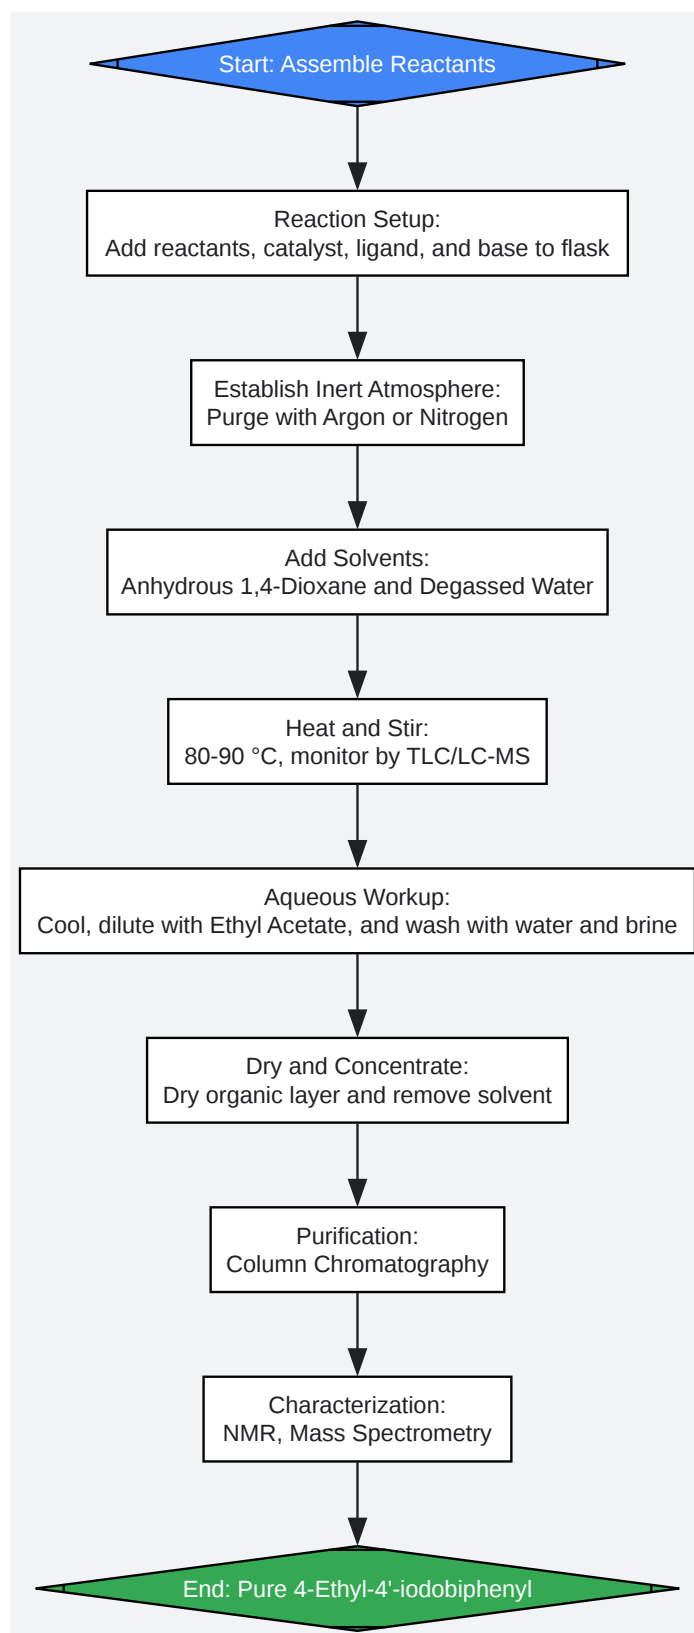 Start: Assemble Reactants
Reaction Setup:
Add reactants, catalyst, ligand, and base to flask
Establish Inert Atmosphere:
Purge with Argon or Nitrogen
Add Solvents:
Anhydrous 1,4-Dioxane and Degassed Water
Heat and Stir:
80-90 °C, monitor by TLC/LC-MS
Aqueous Workup:
Cool, dilute with Ethyl Acetate, and wash with water and brine
Dry and Concentrate:
Dry organic layer and remove solvent
Purification:
Column Chromatography
Characterization:
NMR, Mass Spectrometry
End: Pure 4-Ethyl-4'-iodobiphenyl